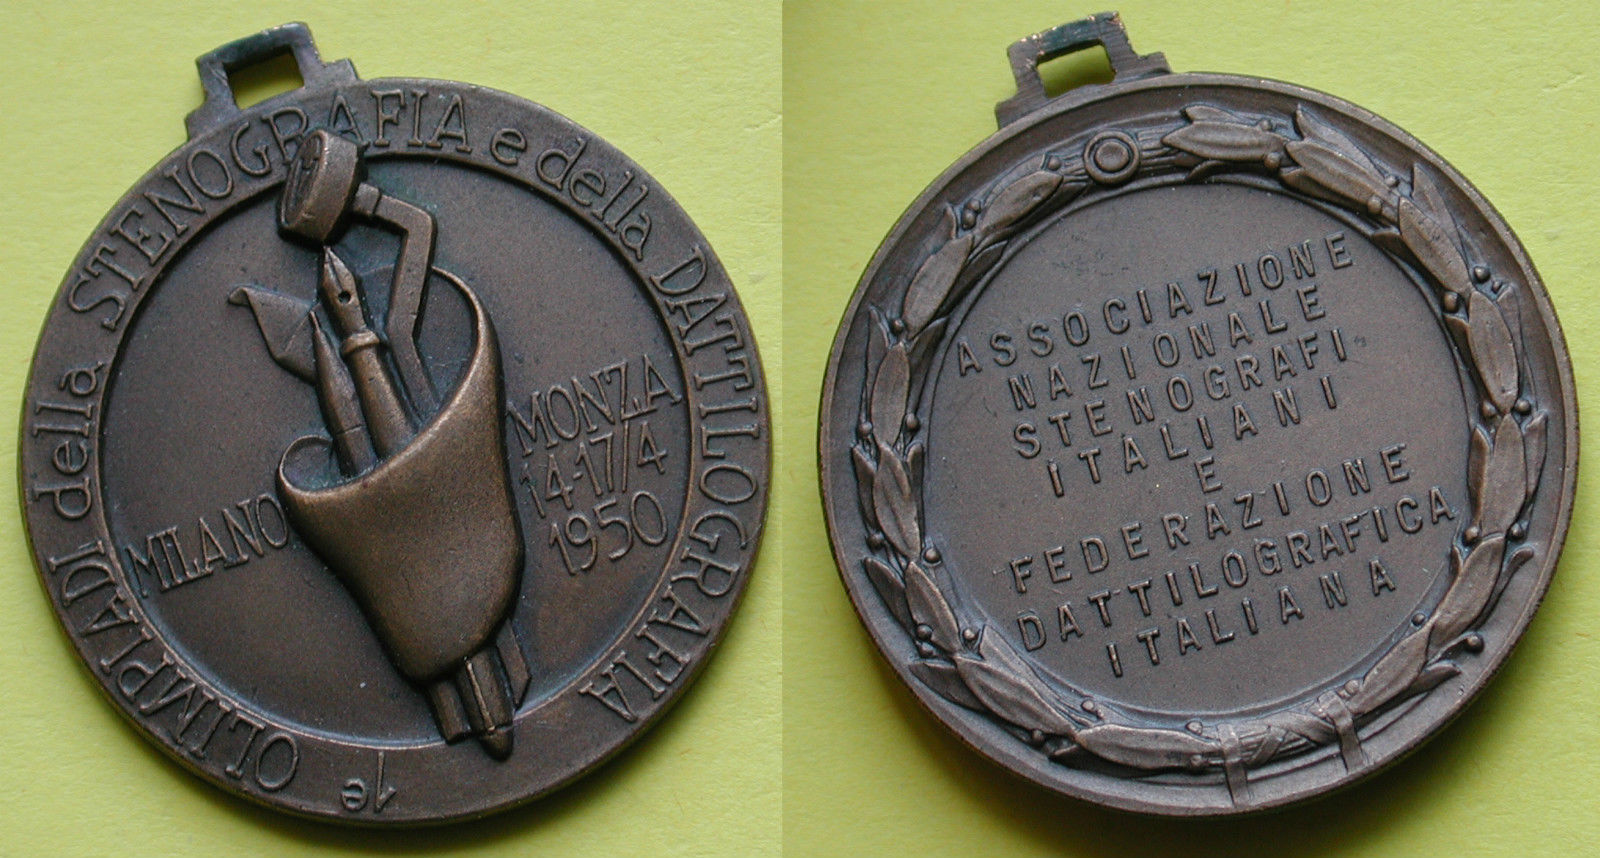 1e OLIMPIADI della STENOGRAFIA e della DATTILOGRAFIA
MILANO
MONZA
14-17/4
1950
ASSOCIAZIONE
NAZIONALE
STENOGRAFI
ITALIANI
E
FEDERAZIONE
DATTILOGRAFICA
ITALIANA